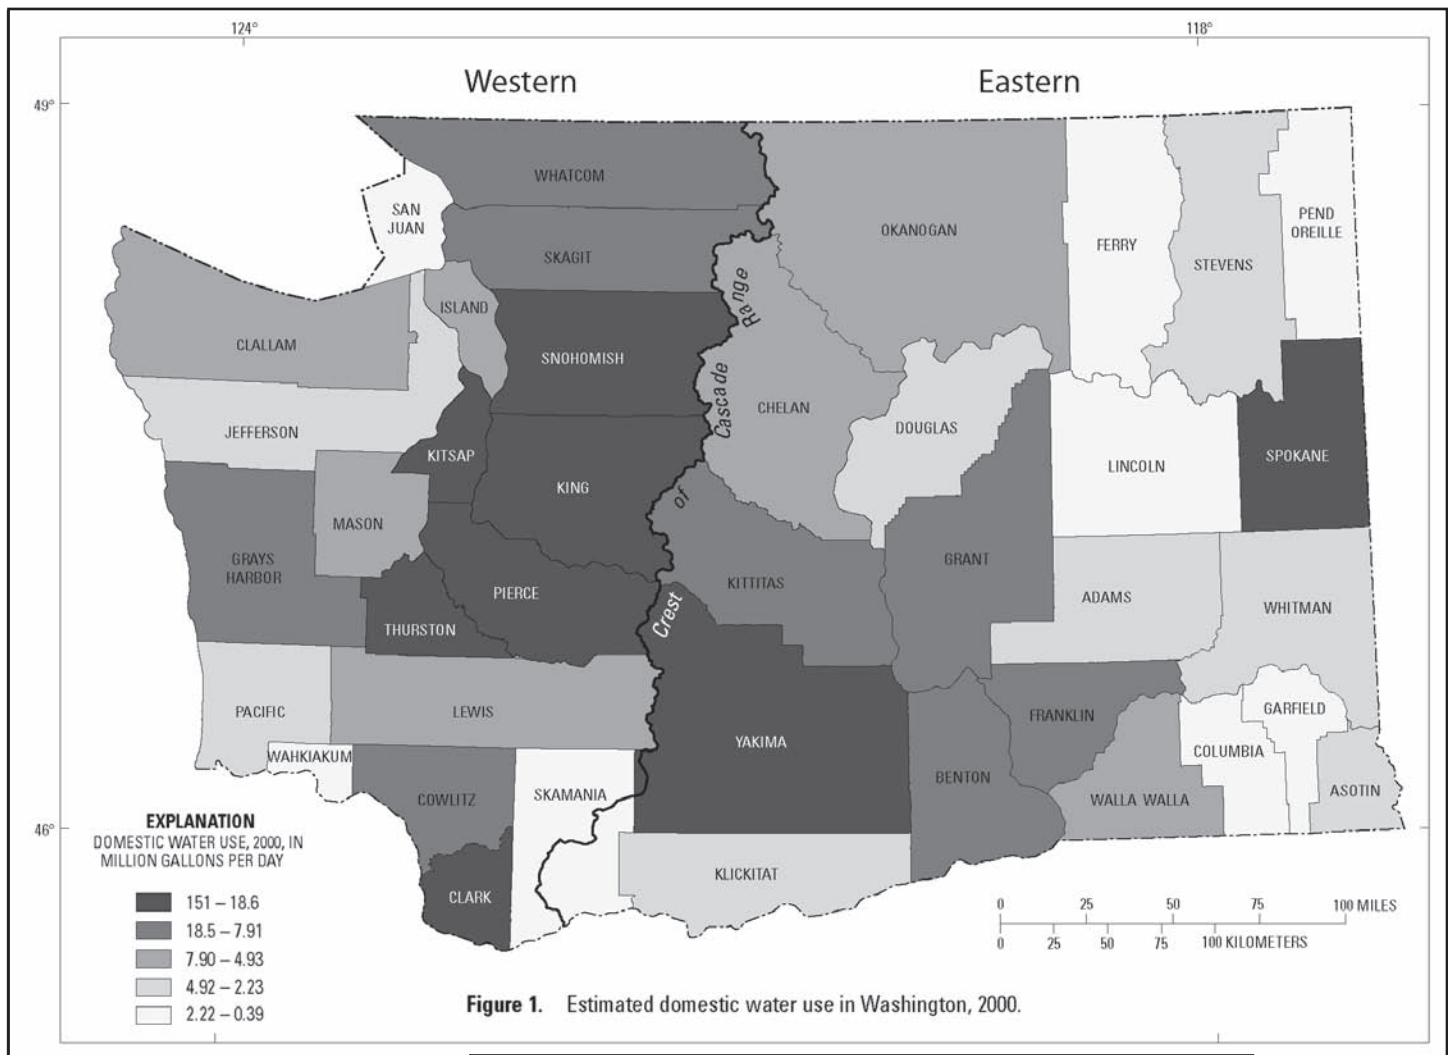 124°
118°
Western
Eastern
49°
WHATCOM
SAN
JUAN
SKAGIT
OKANOGAN
FERRY
STEVENS
PEND
OREILLE
ISLAND
CLALLAM
SNOHOMISH
CHELAN
JEFFERSON
KITSAP
KING
DOUGLAS
LINCOLN
SPOKANE
MASON
GRAYS
HARBOR
PIERCE
THURSTON
KITTITAS
GRANT
ADAMS
WHITMAN
Crest of Cascade Range
PACIFIC
LEWIS
YAKIMA
FRANKLIN
GARFIELD
COLUMBIA
WAHKIAKUM
COWLITZ
SKAMANIA
BENTON
WALLA WALLA
ASOTIN
46°
CLARK
KLICKITAT
EXPLANATION
DOMESTIC WATER USE, 2000, IN
MILLION GALLONS PER DAY
151 – 18.6
18.5 – 7.91
7.90 – 4.93
4.92 – 2.23
2.22 – 0.39
0 25 50 75 100 MILES
0 25 50 75 100 KILOMETERS
Figure 1. Estimated domestic water use in Washington, 2000.